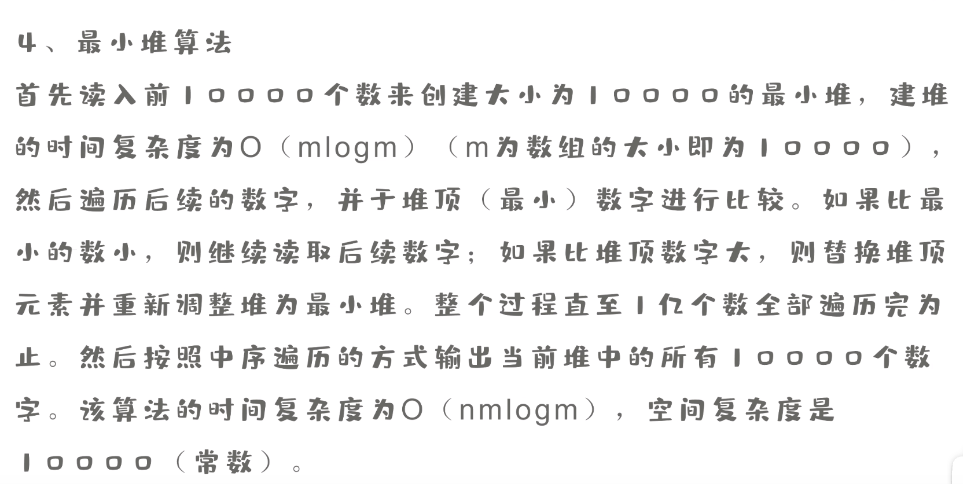 4、最小堆算法
首先读入前10000个数来创建大小为10000的最小堆，建堆
的时间复杂度为O（mlogm）（m为数组的大小即为10000），
然后遍历后续的数字，并于堆顶（最小）数字进行比较。如果比最
小的数小，则继续读取后续数字；如果比堆顶数字大，则替换堆顶
元素并重新调整堆为最小堆。整个过程直至1亿个数全部遍历完为
止。然后按照中序遍历的方式输出当前堆中的所有10000个数
字。该算法的时间复杂度为O（nmlogm），空间复杂度是
10000（常数）。